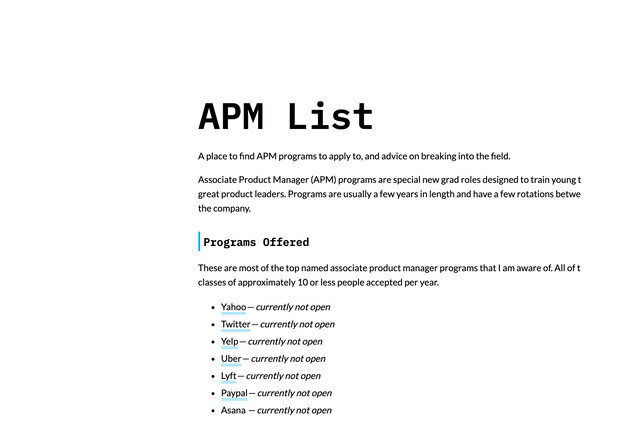 APM List
A place to find APM programs to apply to, and advice on breaking into the field.
Associate Product Manager (APM) programs are special new grad roles designed to train young t
great product leaders. Programs are usually a few years in length and have a few rotations betwe
the company.
Programs Offered
These are most of the top named associate product manager programs that I am aware of. All of t
classes of approximately 10 or less people accepted per year.
• Yahoo — currently not open
• Twitter — currently not open
• Yelp — currently not open
• Uber — currently not open
• Lyft — currently not open
• Paypal — currently not open
• Asana — currently not open